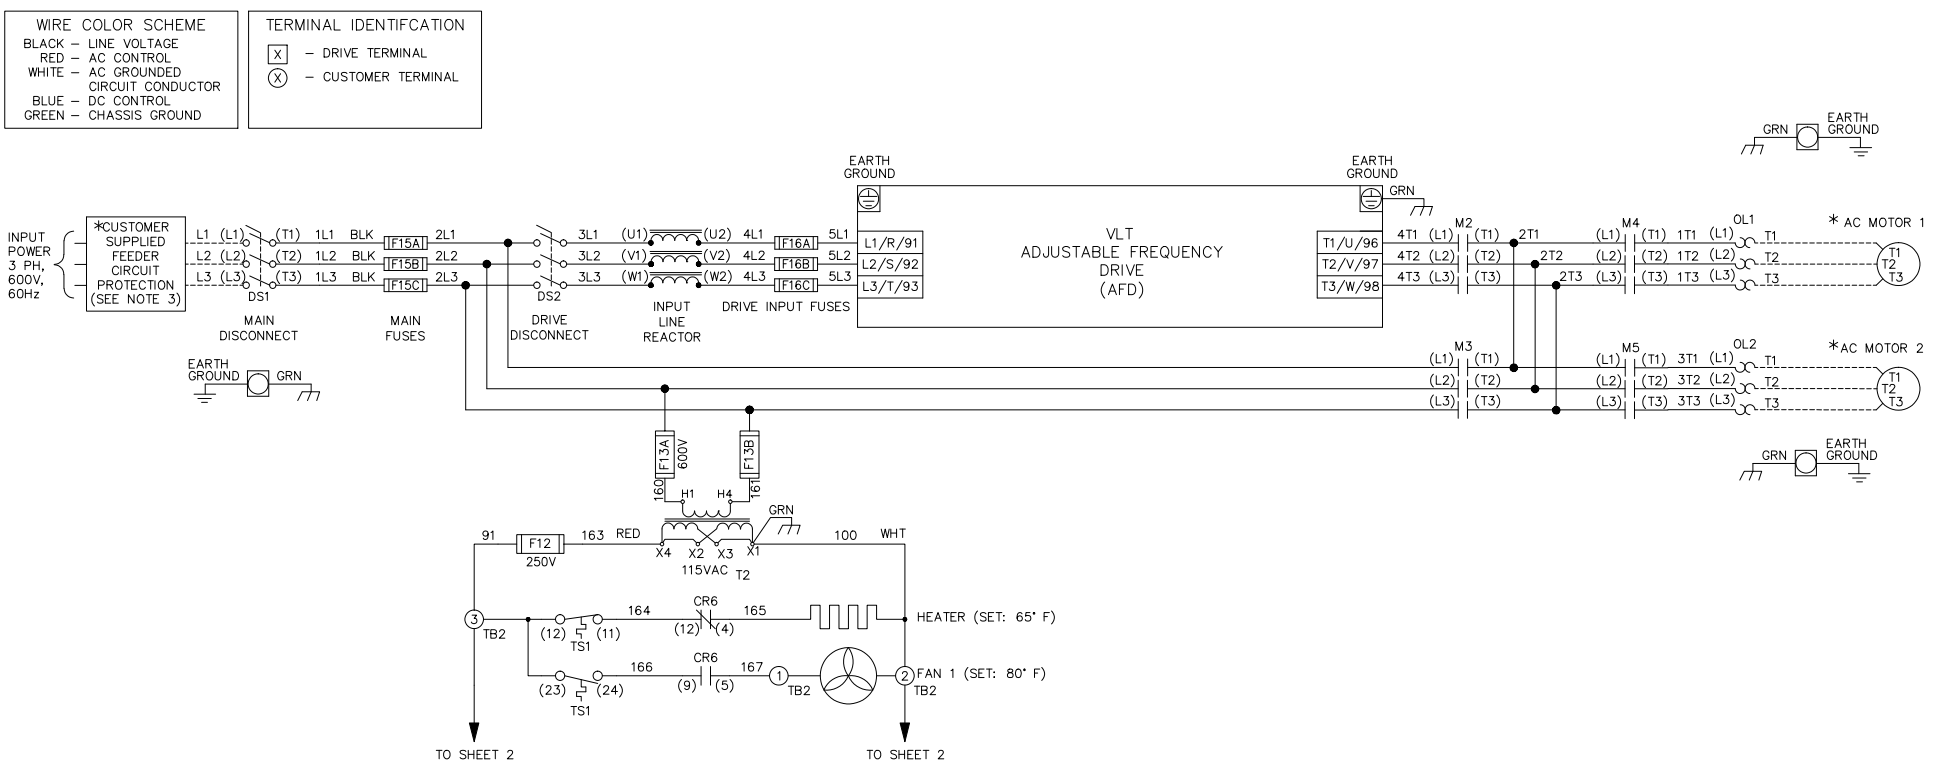 WIRE COLOR SCHEME
BLACK – LINE VOLTAGE
RED – AC CONTROL
WHITE – AC GROUNDED
CIRCUIT CONDUCTOR
BLUE – DC CONTROL
GREEN – CHASSIS GROUND
TERMINAL IDENTIFCATION
X – DRIVE TERMINAL
X – CUSTOMER TERMINAL
GRN
EARTH
GROUND
INPUT
POWER
3 PH,
600V,
60Hz
*CUSTOMER
SUPPLIED
FEEDER
CIRCUIT
PROTECTION
(SEE NOTE 3)
L1 (L1) (T1) 1L1 BLK F15A 2L1
L2 (L2) (T2) 1L2 BLK F15B 2L2
L3 (L3) (T3) 1L3 BLK F15C 2L3
DS1
MAIN
DISCONNECT
MAIN
FUSES
3L1 (U1) (U2) 4L1 F16A 5L1
3L2 (V1) (V2) 4L2 F16B 5L2
3L3 (W1) (W2) 4L3 F16C 5L3
DS2
DRIVE
DISCONNECT
INPUT
LINE
REACTOR
DRIVE INPUT FUSES
EARTH
GROUND
EARTH
GROUND
GRN
L1/R/91
L2/S/92
L3/T/93
VLT
ADJUSTABLE FREQUENCY
DRIVE
(AFD)
T1/U/96
T2/V/97
T3/W/98
M2
M4
OL1
* AC MOTOR 1
4T1 (L1) (T1) 2T1 (L1) (T1) 1T1 (L1) T1
4T2 (L2) (T2) 2T2 (L2) (T2) 1T2 (L2) T2
4T3 (L3) (T3) 2T3 (L3) (T3) 1T3 (L3) T3
T1
T2
T3
M3
M5
OL2
*AC MOTOR 2
(L1) (T1) (L1) (T1) 3T1 (L1) T1
(L2) (T2) (L2) (T2) 3T2 (L2) T2
(L3) (T3) (L3) (T3) 3T3 (L3) T3
T1
T2
T3
EARTH
GROUND
GRN
GRN
EARTH
GROUND
F13A
600V
F13B
160
161
H1
H4
GRN
91
F12
250V
163
RED
X4
X2
X3
X1
115VAC
T2
100
WHT
3
TB2
(12)
(11)
TS1
164
CR6
(12)
(4)
165
HEATER (SET: 65° F)
(23)
(24)
TS1
166
CR6
(9)
(5)
167
1
TB2
2
TB2
FAN 1 (SET: 80° F)
TO SHEET 2
TO SHEET 2